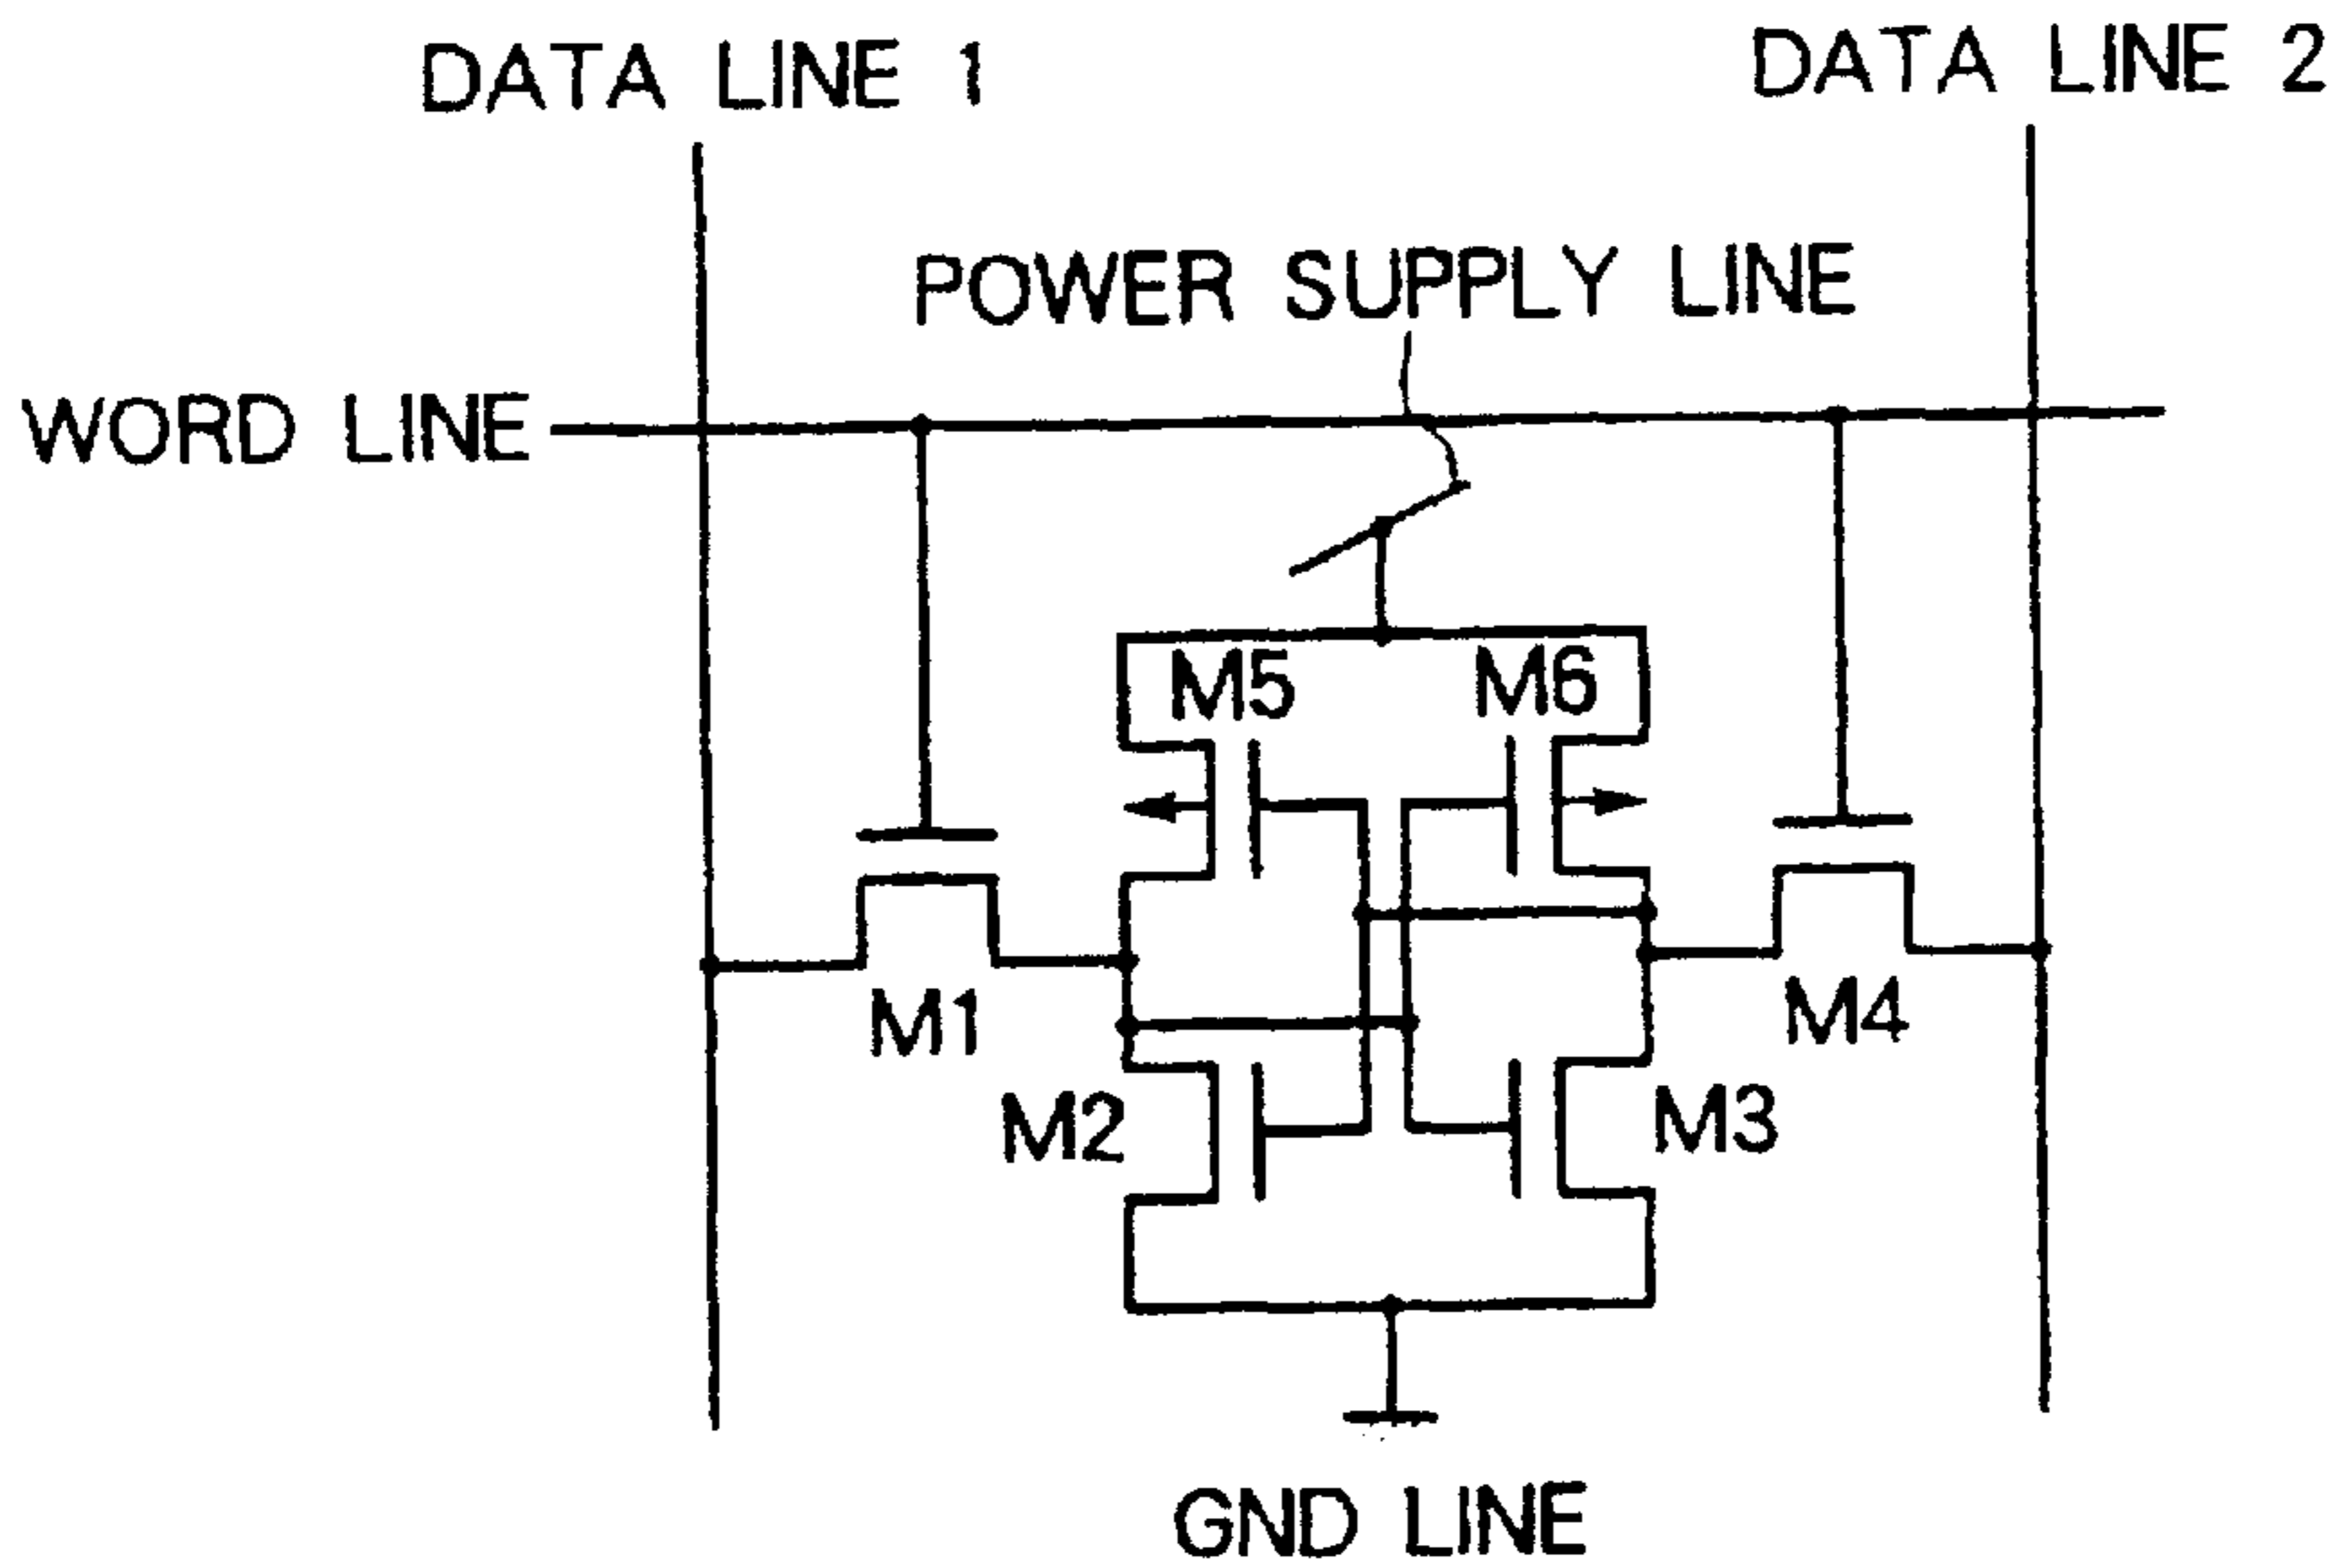 DATA LINE 1
DATA LINE 2
POWER SUPPLY LINE
WORD LINE
M5
M6
M1
M4
M2
M3
GND LINE